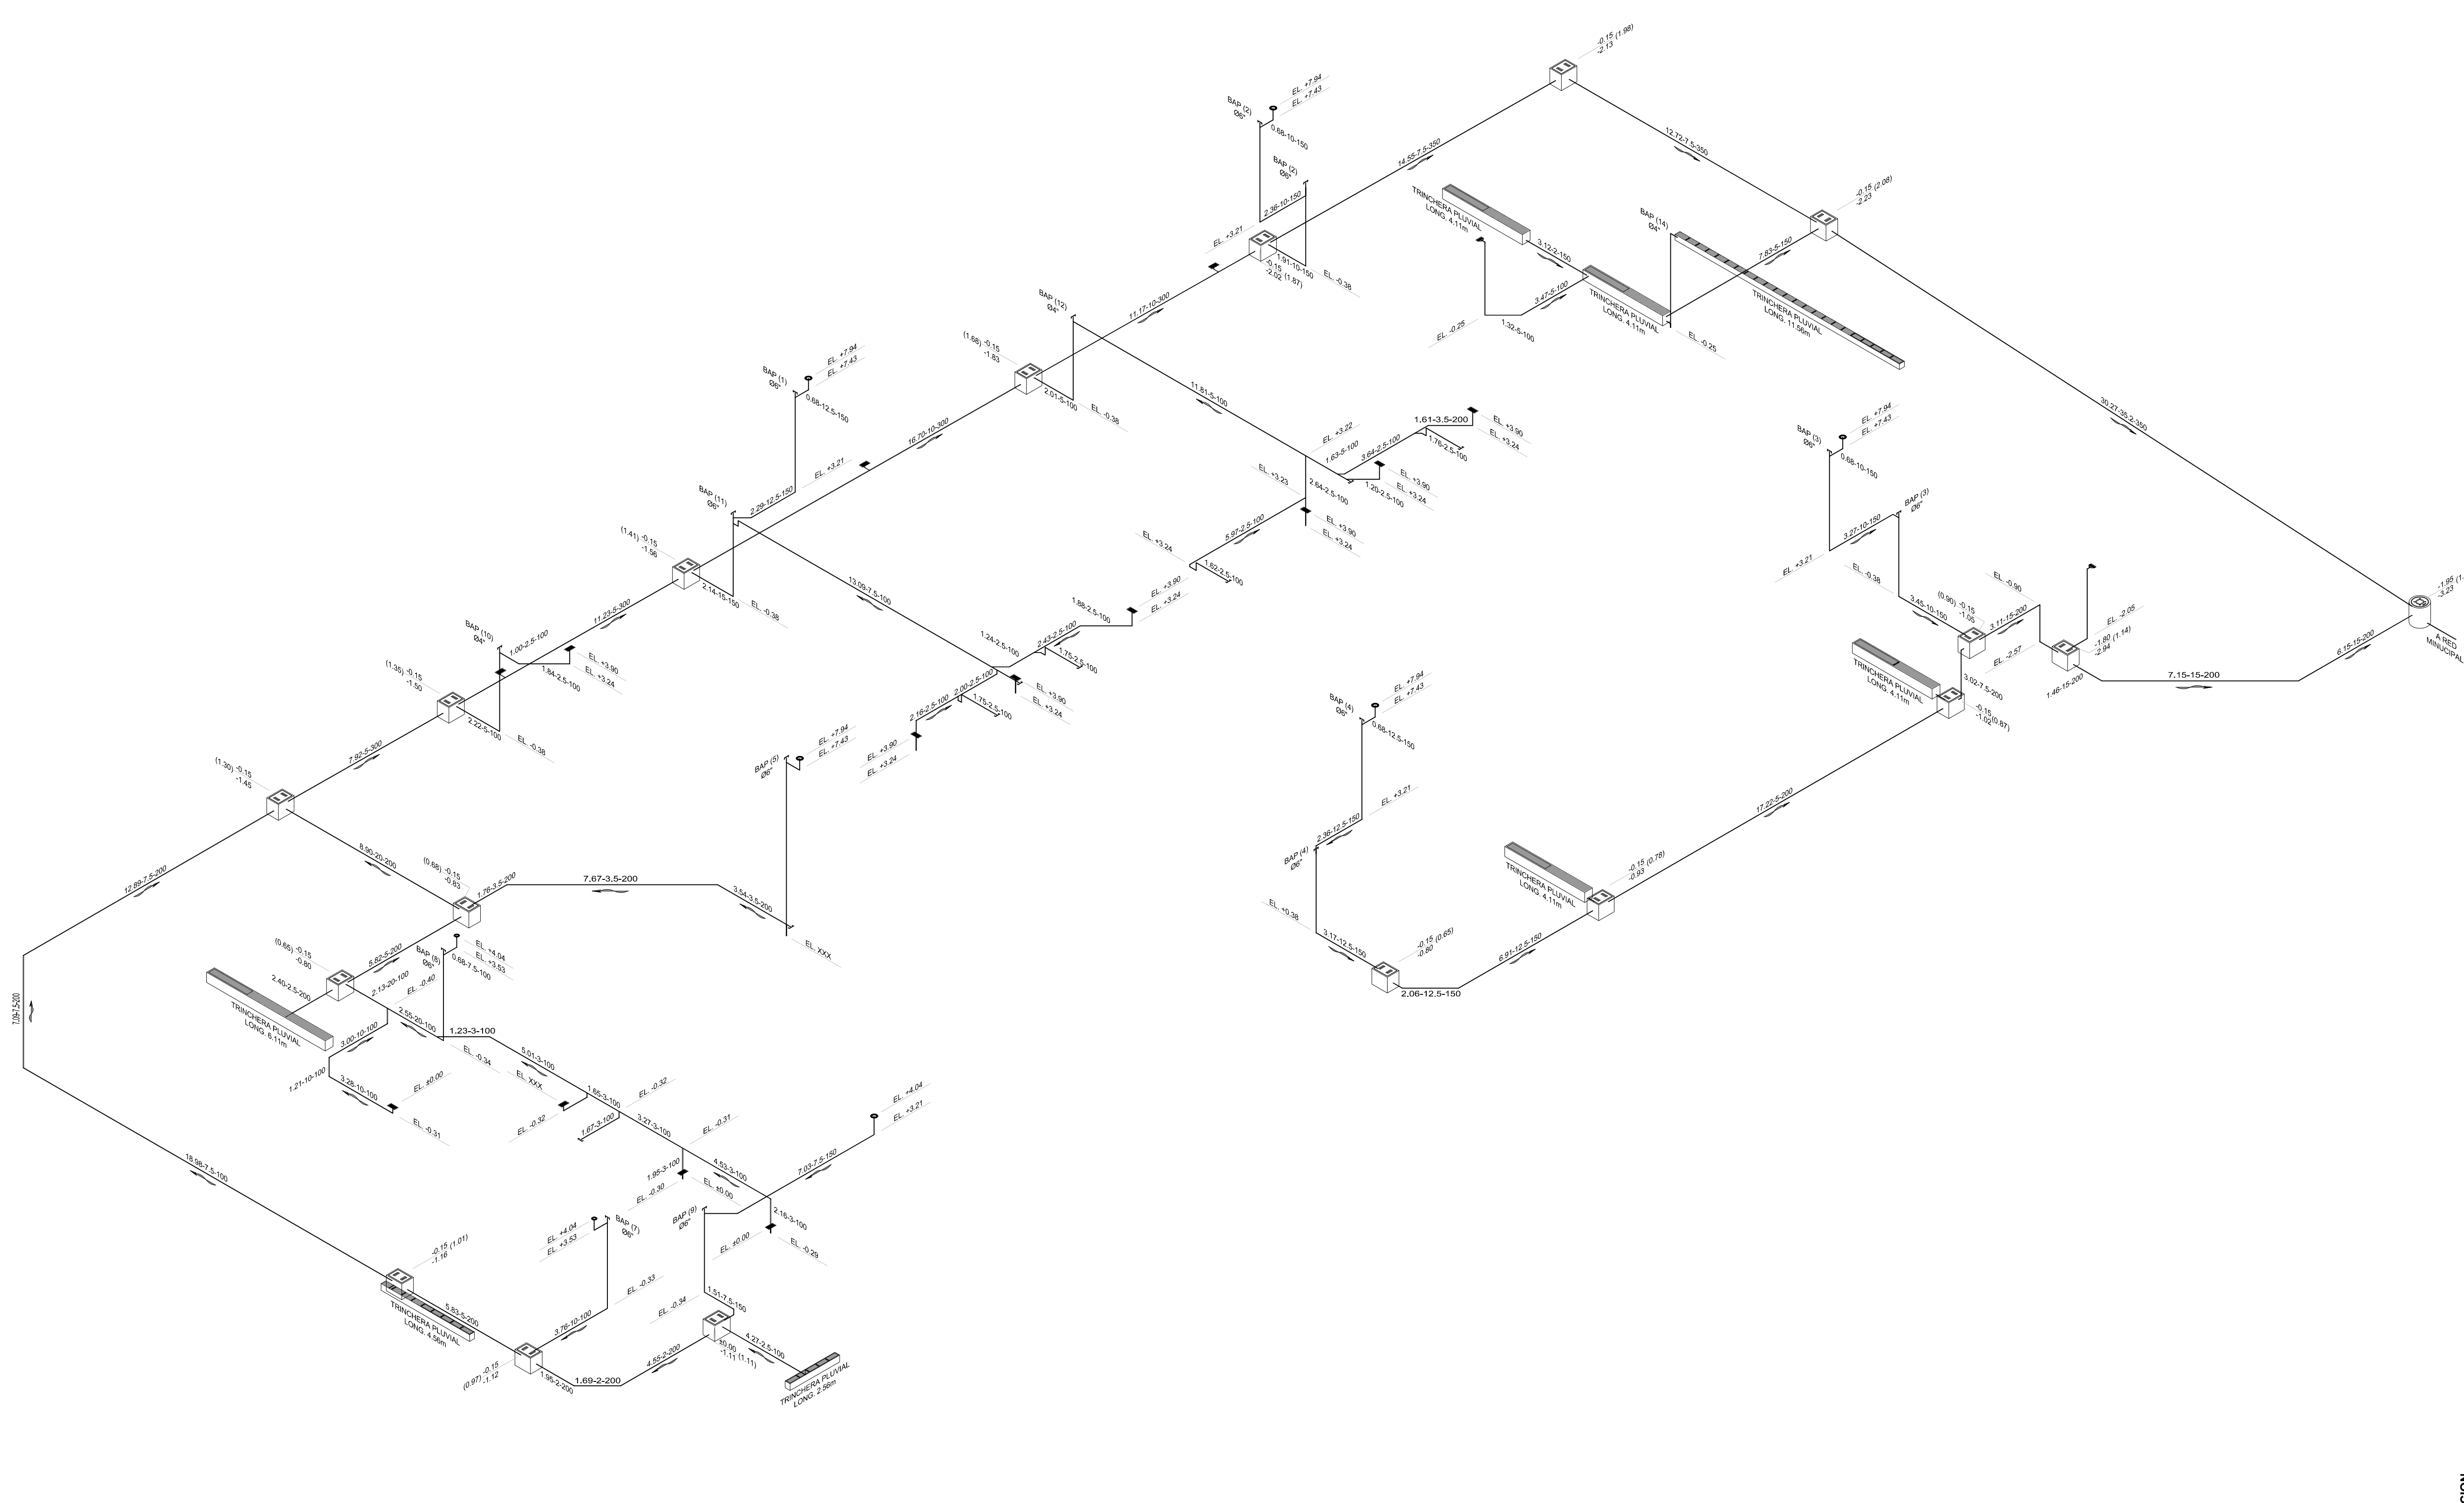 -0.15 (1.98)
-2.13
EL. +7.94
EL. +7.43
BAP (2)
Ø6"
0.68-10-150
BAP (2)
Ø6"
2.36-10-150
14.55-7.5-350
12.72-7.5-350
-0.15 (2.08)
-2.23
TRINCHERA PLUVIAL
LONG. 4.11m
BAP (14)
Ø4"
EL. +3.21
1.91-10-150
-0.15
-2.02 (1.87)
EL. -0.38
3.12-2-150
7.83-5-150
3.47-5-100
1.32-5-100
EL. -0.25
TRINCHERA PLUVIAL
LONG. 4.11m
TRINCHERA PLUVIAL
LONG. 11.56m
EL. -0.25
BAP (12)
Ø4"
11.17-10-300
(1.68) -0.15
-1.83
2.01-5-100
EL. -0.38
EL. +7.94
EL. +7.43
BAP (1)
Ø6"
0.68-12.5-150
11.81-5-100
16.70-10-300
EL. +3.21
2.29-12.5-150
BAP (11)
Ø6"
EL. +3.22
1.63-5-100
3.64-2.5-100
1.61-3.5-200
1.76-2.5-100
EL. +3.90
EL. +3.24
EL. +3.23
2.64-2.5-100
1.20-2.5-100
EL. +3.90
EL. +3.24
EL. +3.90
EL. +3.24
5.97-2.5-100
EL. +3.24
1.62-2.5-100
30.27-35.2-350
EL. +7.94
EL. +7.43
BAP (3)
Ø6"
0.68-10-150
BAP (3)
Ø6"
3.27-10-150
EL. +3.21
EL. -0.38
3.45-10-150
(0.90) -0.15
-1.05
EL. -0.90
3.11-15-200
EL. -2.57
EL. -2.05
-1.80 (1.14)
-2.94
1.46-15-200
7.15-15-200
6.15-15-200
-1.95 (1.
-3.23
A RED
MINUCIPAL
TRINCHERA PLUVIAL
LONG. 4.11m
3.02-7.5-200
-0.15
-1.02(0.87)
17.22-5-200
(1.41) -0.15
-1.56
2.14-15-150
EL. -0.38
13.09-7.5-100
11.23-5-300
BAP (10)
Ø4"
1.00-2.5-100
1.84-2.5-100
EL. +3.90
EL. +3.24
EL. +3.90
EL. +3.24
1.88-2.5-100
1.24-2.5-100
2.43-2.5-100
1.75-2.5-100
2.00-2.5-100
2.16-2.5-100
1.75-2.5-100
EL. +3.90
EL. +3.24
EL. +3.90
EL. +3.24
(1.35) -0.15
-1.50
2.22-5-100
EL. -0.38
7.92-5-300
(1.30) -0.15
-1.45
EL. +7.94
EL. +7.43
BAP (5)
Ø6"
EL. +7.94
EL. +7.43
BAP (4)
Ø6"
0.68-12.5-150
EL. +3.21
2.36-12.5-150
BAP (4)
Ø6"
TRINCHERA PLUVIAL
LONG. 4.11m
-0.15 (0.78)
-0.93
EL. +0.38
3.17-12.5-150
-0.15 (0.65)
-0.80
6.91-12.5-150
2.06-12.5-150
12.89-7.5-200
8.90-20-200
(0.68) -0.15
-0.83
1.76-3.5-200
7.67-3.5-200
3.54-3.5-200
EL. XXX
(0.65) -0.15
-0.80
5.82-5-200
BAP (8)
Ø6"
EL. +4.04
EL. +3.53
0.68-7.5-100
2.40-2.5-200
2.13-20-100
EL. -0.40
TRINCHERA PLUVIAL
LONG. 6.11m
7.09-7.5-200
2.55-20-100
1.23-3-100
3.00-10-100
1.21-10-100
3.28-10-100
EL. ±0.00
EL. -0.31
EL. -0.34
5.01-3-100
EL. XXX
EL. -0.32
1.65-3-100
EL. -0.32
1.67-3-100
3.27-3-100
EL. -0.31
1.95-3-100
EL. -0.30
EL. ±0.00
4.53-3-100
7.03-7.5-150
EL. +4.04
EL. +3.21
2.16-3-100
EL. ±0.00
EL. -0.29
18.98-7.5-100
-0.15 (1.01)
-1.16
TRINCHERA PLUVIAL
LONG. 4.56m
5.83-5-200
EL. +4.04
EL. +3.53
BAP (7)
Ø6"
BAP (9)
Ø6"
EL. -0.33
3.76-10-100
EL. -0.34
1.51-7.5-150
±0.00
-1.11 (1.11)
4.27-2.5-100
TRINCHERA PLUVIAL
LONG. 2.56m
4.55-2-200
1.69-2-200
1.95-2-200
-0.15
(0.97) -1.12